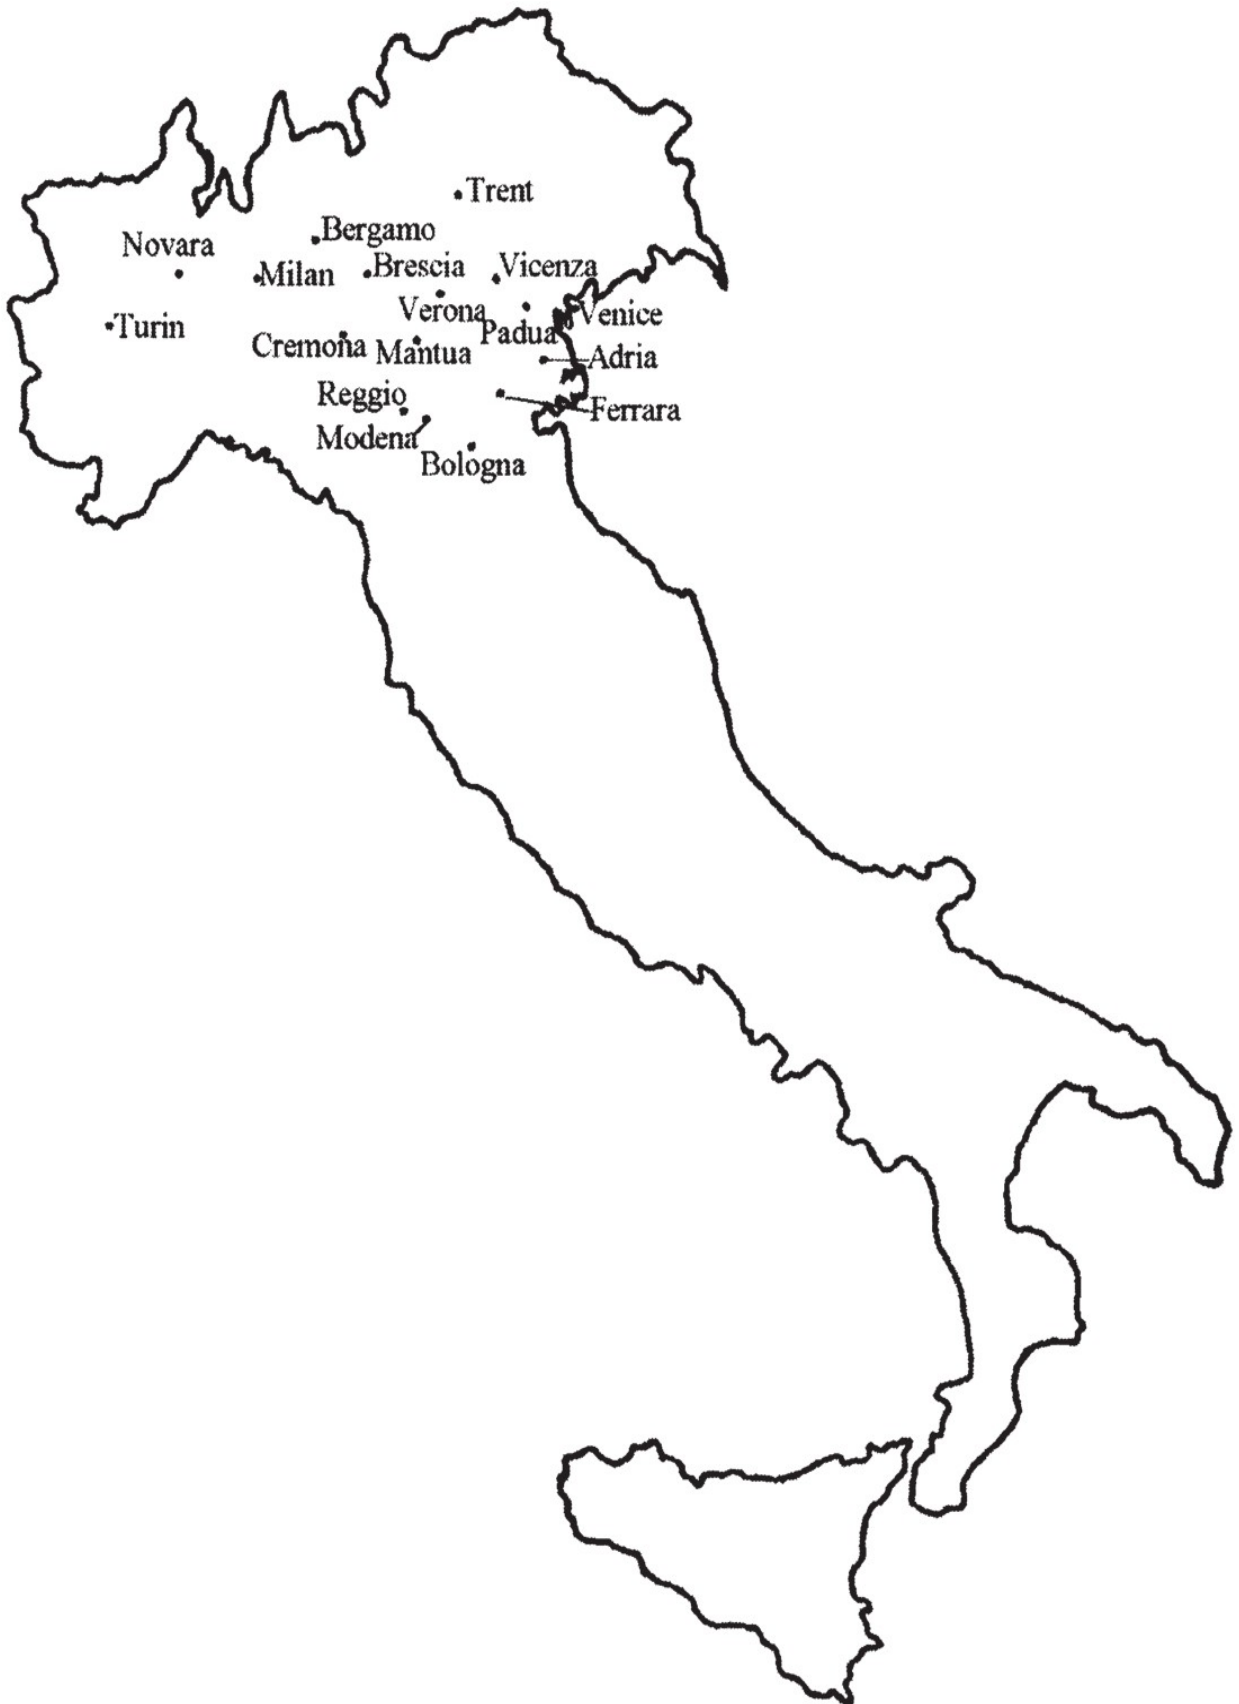 Trent
Bergamo
Novara
Milan
Brescia
Vicenza
Verona
Venice
Turin
Padua
Cremona
Mantua
Adria
Reggio
Ferrara
Modena
Bologna